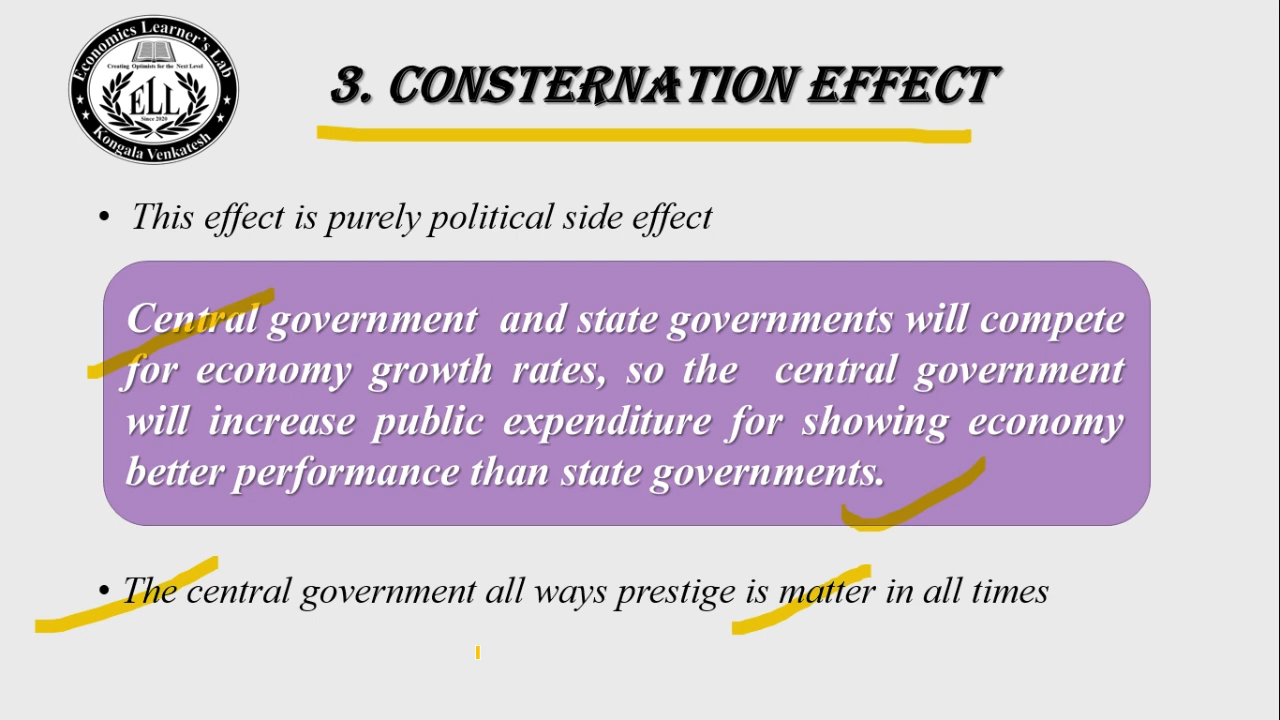 Economics Learner's Lab
Creating Optimists for the Next Level
ELL
Since 2020
Kongala Venkatesh
3. CONSTERNATION EFFECT
• This effect is purely political side effect
Central government and state governments will compete
for economy growth rates, so the central government
will increase public expenditure for showing economy
better performance than state governments.
• The central government all ways prestige is matter in all times